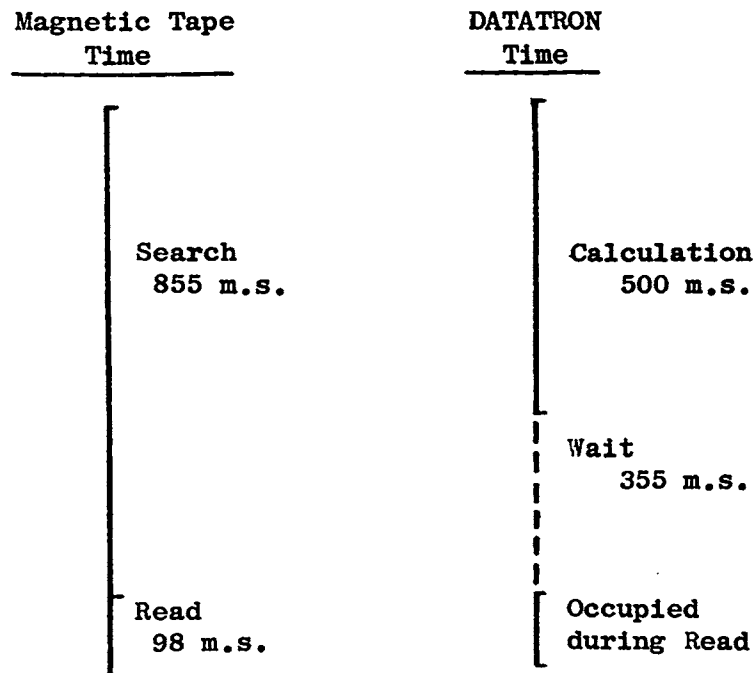 Magnetic Tape
Time
DATATRON
Time
Search
855 m.s.
Calculation
500 m.s.
Wait
355 m.s.
Read
98 m.s.
Occupied
during Read